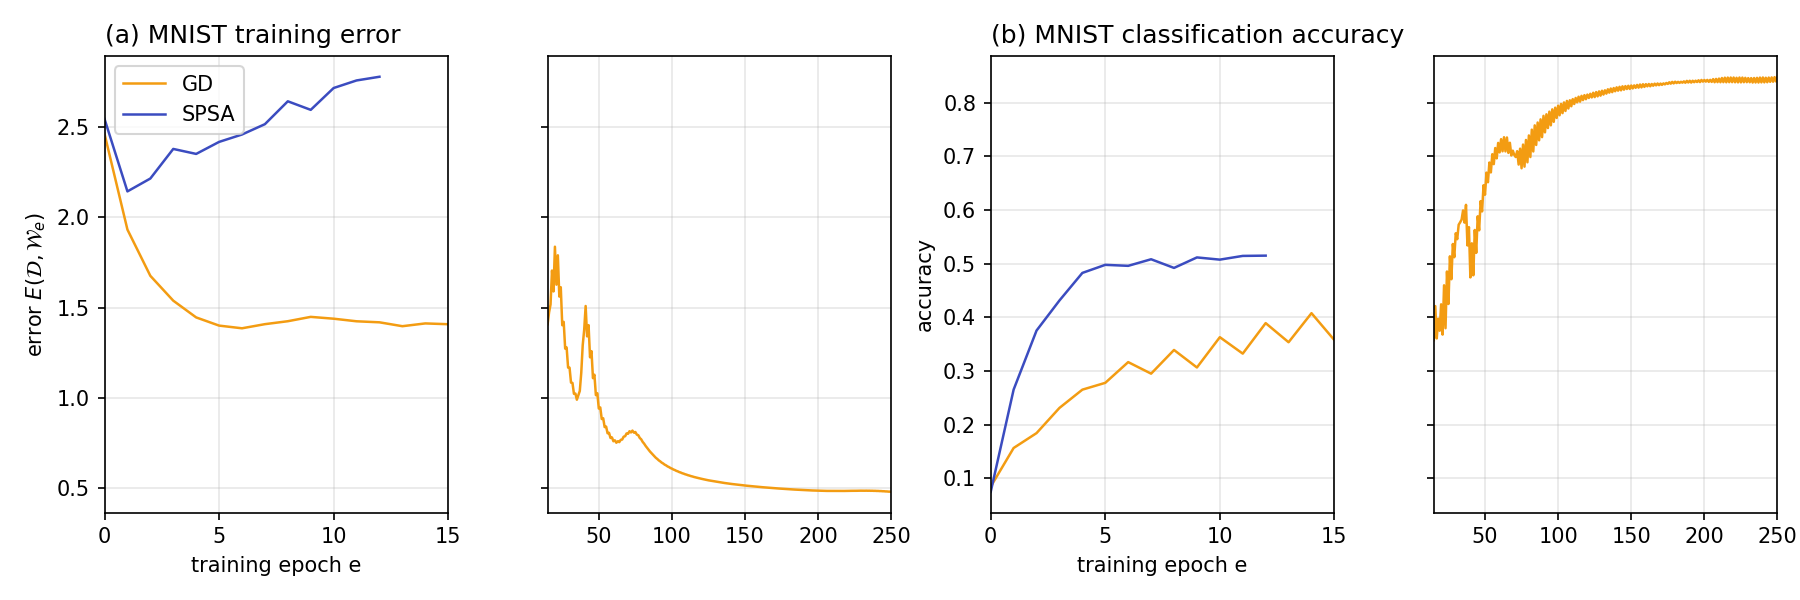 (a) MNIST training error
(b) MNIST classification accuracy
GD
SPSA
error E(𝒟, 𝒲ₑ)
2.5
2.0
1.5
1.0
0.5
0 5 10 15
training epoch e
50 100 150 200 250
accuracy
0.8
0.7
0.6
0.5
0.4
0.3
0.2
0.1
0 5 10 15
training epoch e
50 100 150 200 250